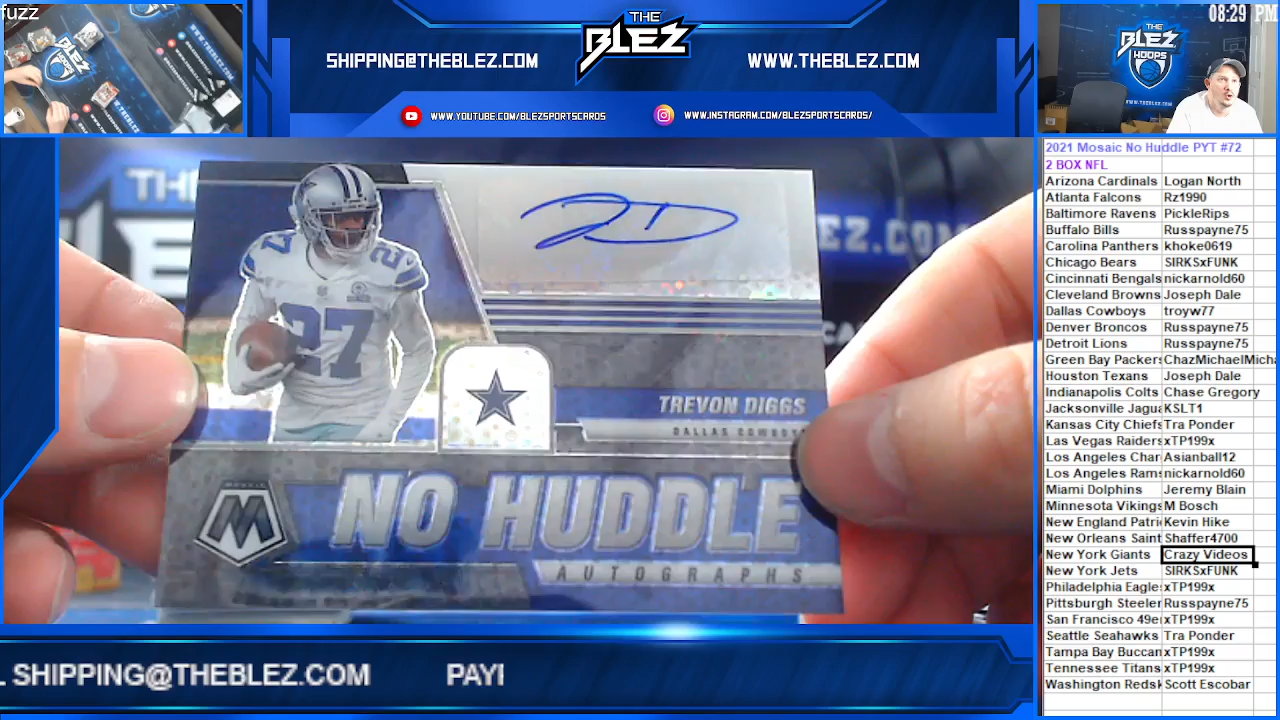 fuzz
SHIPPING@THEBLEZ.COM
THE
BLEZ
WWW.THEBLEZ.COM
WWW.YOUTUBE.COM/BLEZSPORTSCARDS
WWW.INSTAGRAM.COM/BLEZSPORTSCARDS/
THE
BLEZ
HOOPS
08:29 PM
27
27
TREVON DIGGS
DALLAS COWBOYS
MOSAIC
M
NO HUDDLE
AUTOGRAPHS
2021 Mosaic No Huddle PYT #72
2 BOX NFL
Arizona Cardinals Logan North
Atlanta Falcons Rz1990
Baltimore Ravens PickleRips
Buffalo Bills Russpayne75
Carolina Panthers khoke0619
Chicago Bears SIRKSxFUNK
Cincinnati Bengals nickarnold60
Cleveland Browns Joseph Dale
Dallas Cowboys troyw77
Denver Broncos Russpayne75
Detroit Lions Russpayne75
Green Bay Packers ChazMichaelMicha
Houston Texans Joseph Dale
Indianapolis Colts Chase Gregory
Jacksonville Jagua KSLT1
Kansas City Chiefs Tra Ponder
Las Vegas Raiders xTP199x
Los Angeles Char Asianball12
Los Angeles Rams nickarnold60
Miami Dolphins Jeremy Blain
Minnesota Vikings M Bosch
New England Patri Kevin Hike
New Orleans Saint Shaffer4700
New York Giants Crazy Videos
New York Jets SIRKSxFUNK
Philadelphia Eagle xTP199x
Pittsburgh Steeler Russpayne75
San Francisco 49e xTP199x
Seattle Seahawks Tra Ponder
Tampa Bay Buccan xTP199x
Tennessee Titans xTP199x
Washington Redsk Scott Escobar
SHIPPING@THEBLEZ.COM PAY